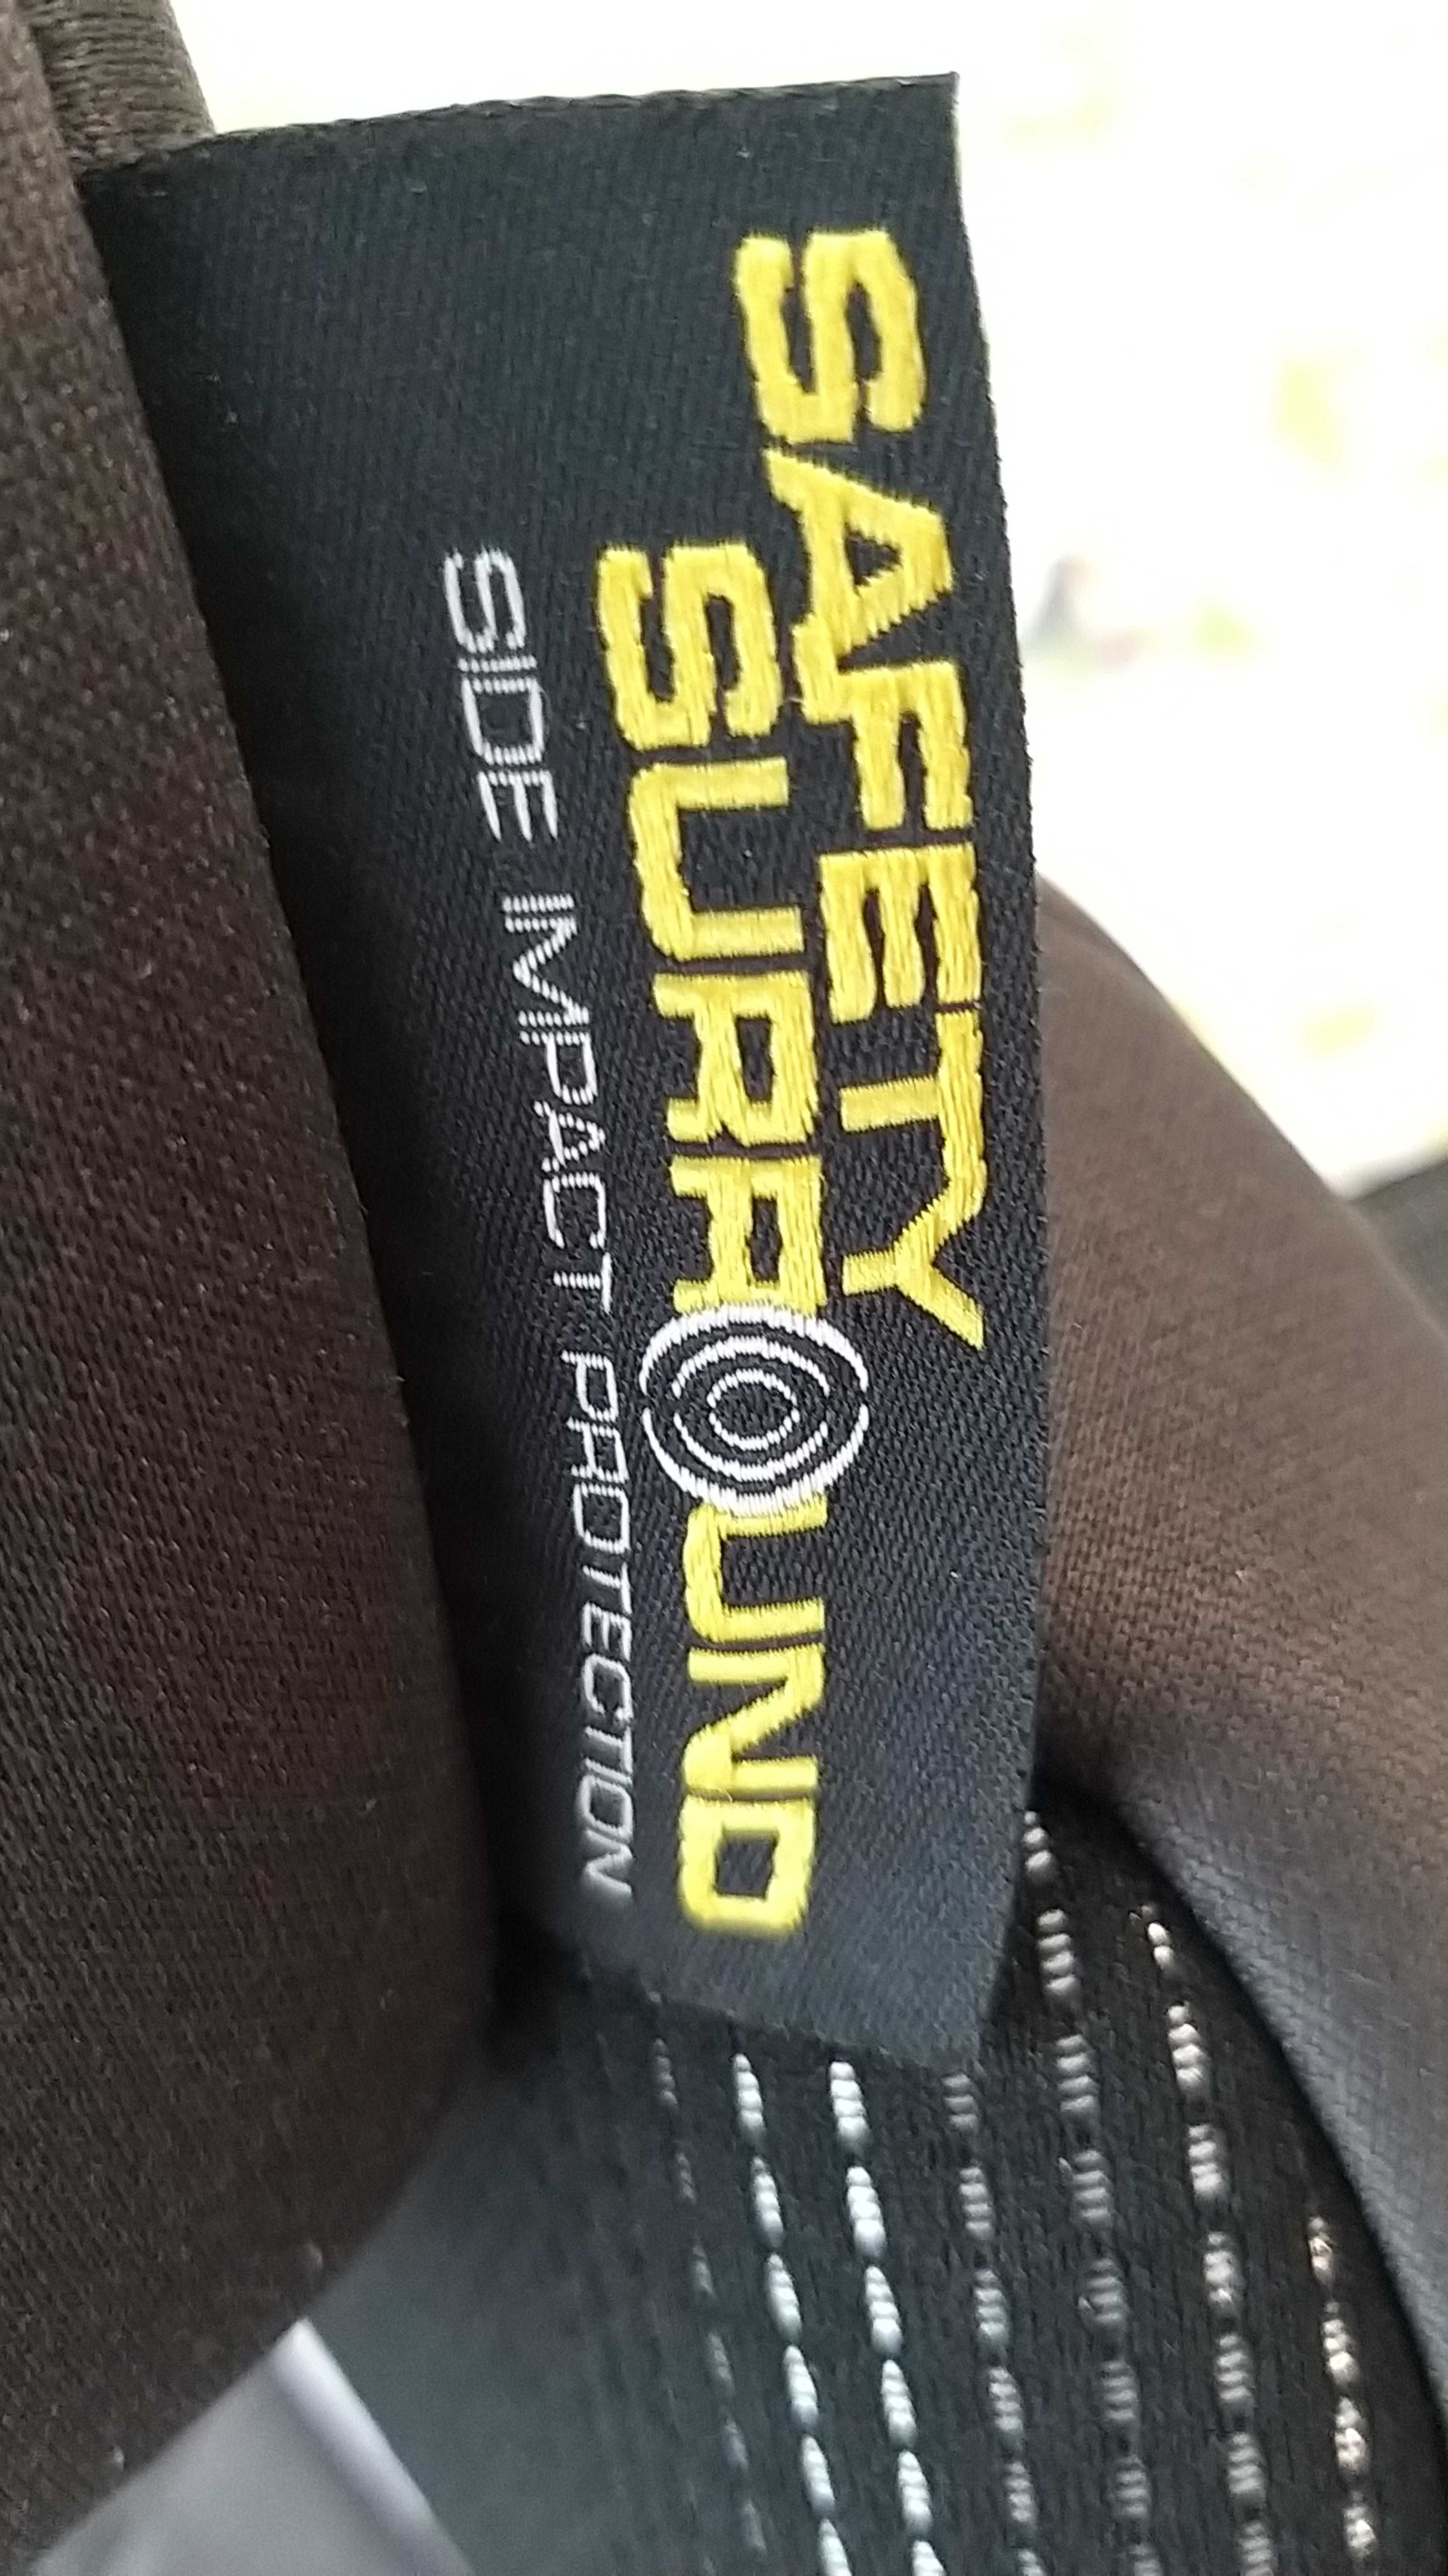 SAFETY
SURROUND
SIDE IMPACT PROTECTION